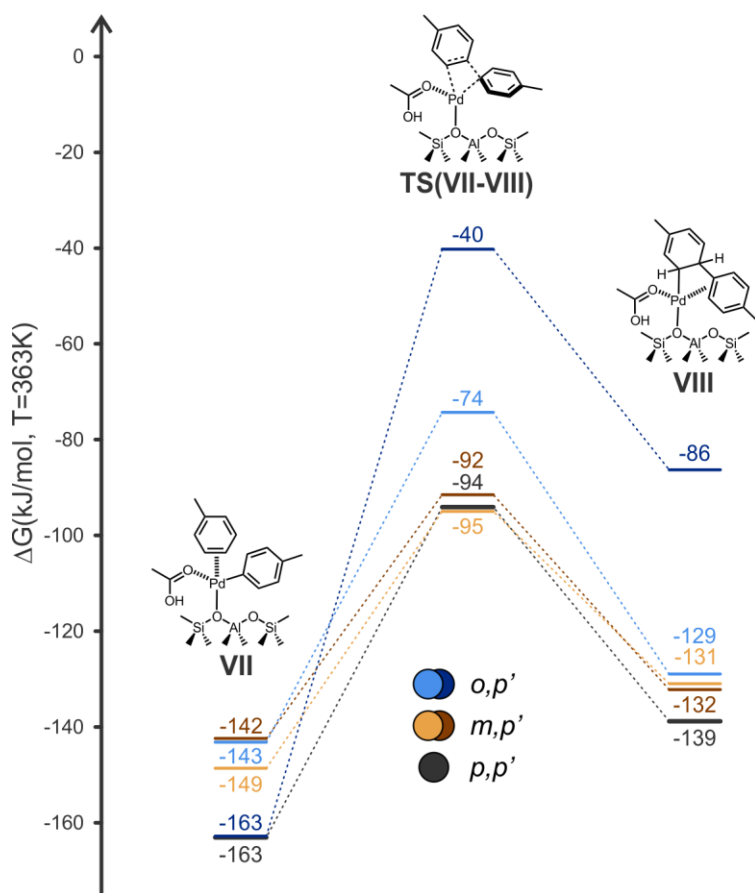 ΔG(kJ/mol, T=363K)
0
-20
-40
-60
-80
-100
-120
-140
-160
O
OH
Pd
O
O
Si
Al
Si
TS(VII-VIII)
-40
-74
-92
-94
-95
H
H
O
OH
Pd
O
O
Si
Al
Si
VIII
-86
O
OH
Pd
O
O
Si
Al
Si
VII
-142
-143
-149
-163
-163
-129
-131
-132
-139
o,p'
m,p'
p,p'